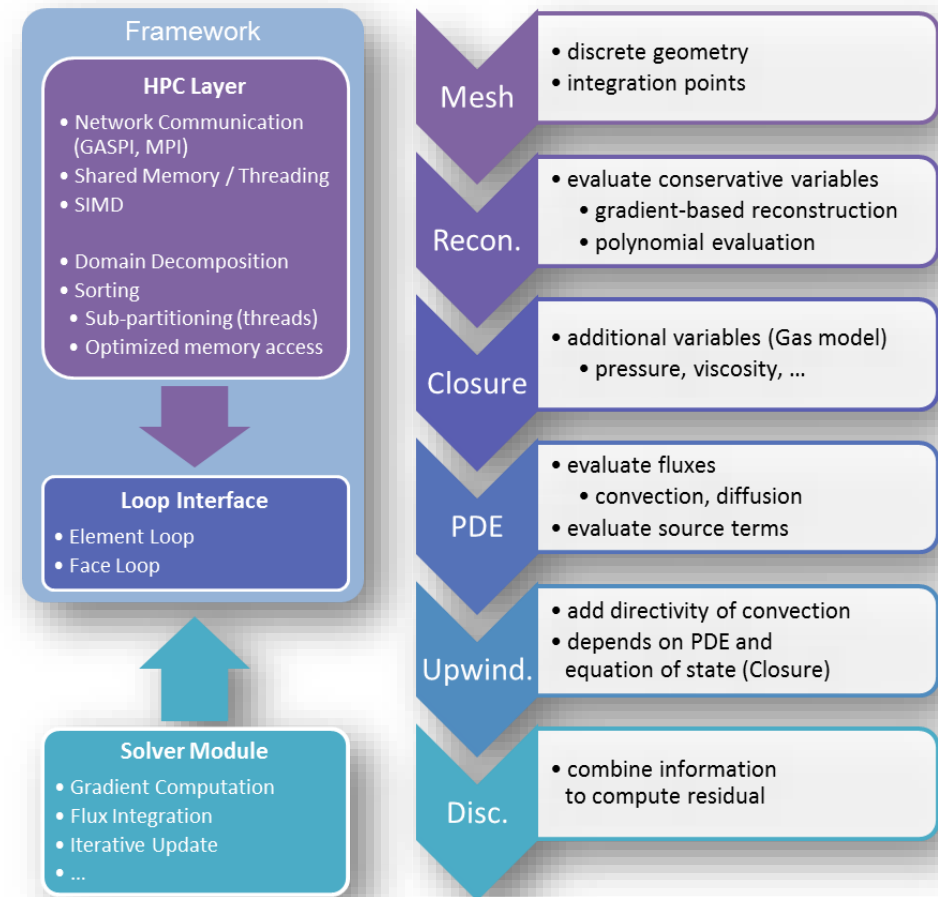 Framework
HPC Layer
• Network Communication
(GASPI, MPI)
• Shared Memory / Threading
• SIMD
• Domain Decomposition
• Sorting
• Sub-partitioning (threads)
• Optimized memory access
Loop Interface
• Element Loop
• Face Loop
Solver Module
• Gradient Computation
• Flux Integration
• Iterative Update
• ...
Mesh
• discrete geometry
• integration points
Recon.
• evaluate conservative variables
• gradient-based reconstruction
• polynomial evaluation
Closure
• additional variables (Gas model)
• pressure, viscosity, ...
PDE
• evaluate fluxes
• convection, diffusion
• evaluate source terms
Upwind.
• add directivity of convection
• depends on PDE and
equation of state (Closure)
Disc.
• combine information
to compute residual